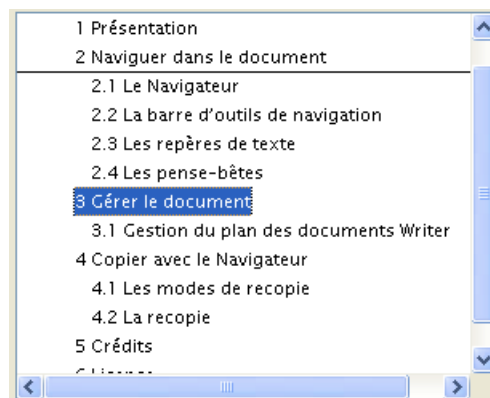 1 Présentation
2 Naviguer dans le document
2.1 Le Navigateur
2.2 La barre d'outils de navigation
2.3 Les repères de texte
2.4 Les pense-bêtes
3 Gérer le document
3.1 Gestion du plan des documents Writer
4 Copier avec le Navigateur
4.1 Les modes de recopie
4.2 La recopie
5 Crédits